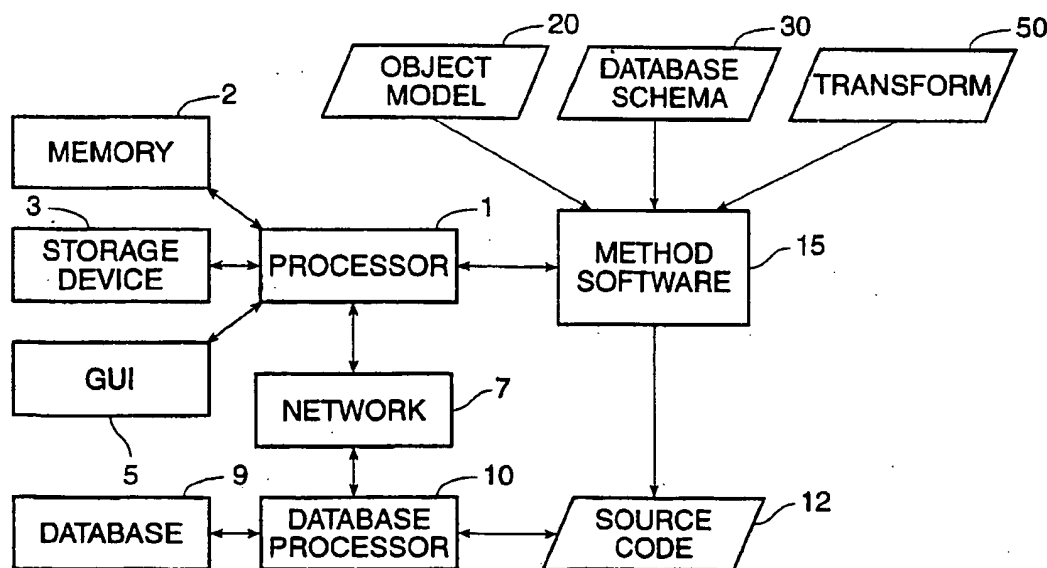 20
OBJECT
MODEL
30
DATABASE
SCHEMA
50
TRANSFORM
2
MEMORY
3
STORAGE
DEVICE
1
PROCESSOR
METHOD
SOFTWARE
15
GUI
5
NETWORK
7
9
DATABASE
10
DATABASE
PROCESSOR
SOURCE
CODE
12